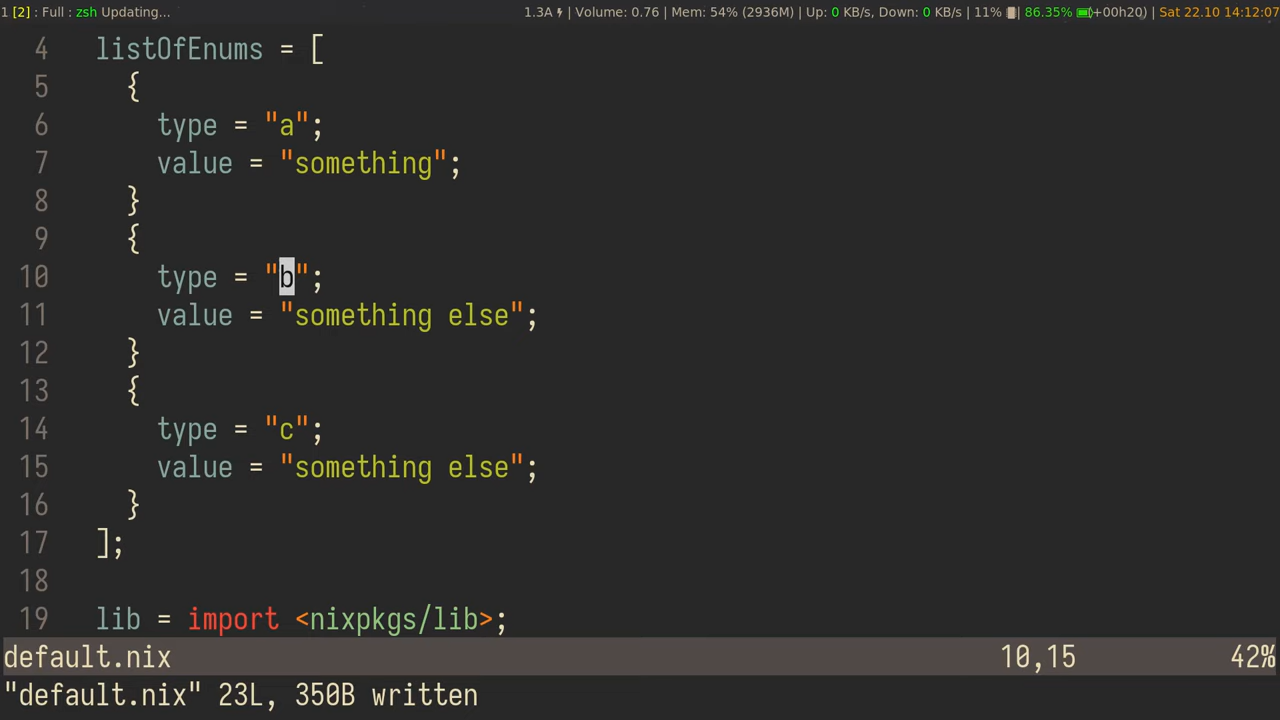 1 [2] : Full : zsh Updating... 1.3A | Volume: 0.76 | Mem: 54% (2936M) | Up: 0 KB/s, Down: 0 KB/s | 11% | 86.35% +00h20) | Sat 22.10 14:12:07
4 listOfEnums = [
5 {
6 type = "a";
7 value = "something";
8 }
9 {
10 type = "b";
11 value = "something else";
12 }
13 {
14 type = "c";
15 value = "something else";
16 }
17 ];
18
19 lib = import <nixpkgs/lib>;
default.nix 10,15 42%
"default.nix" 23L, 350B written